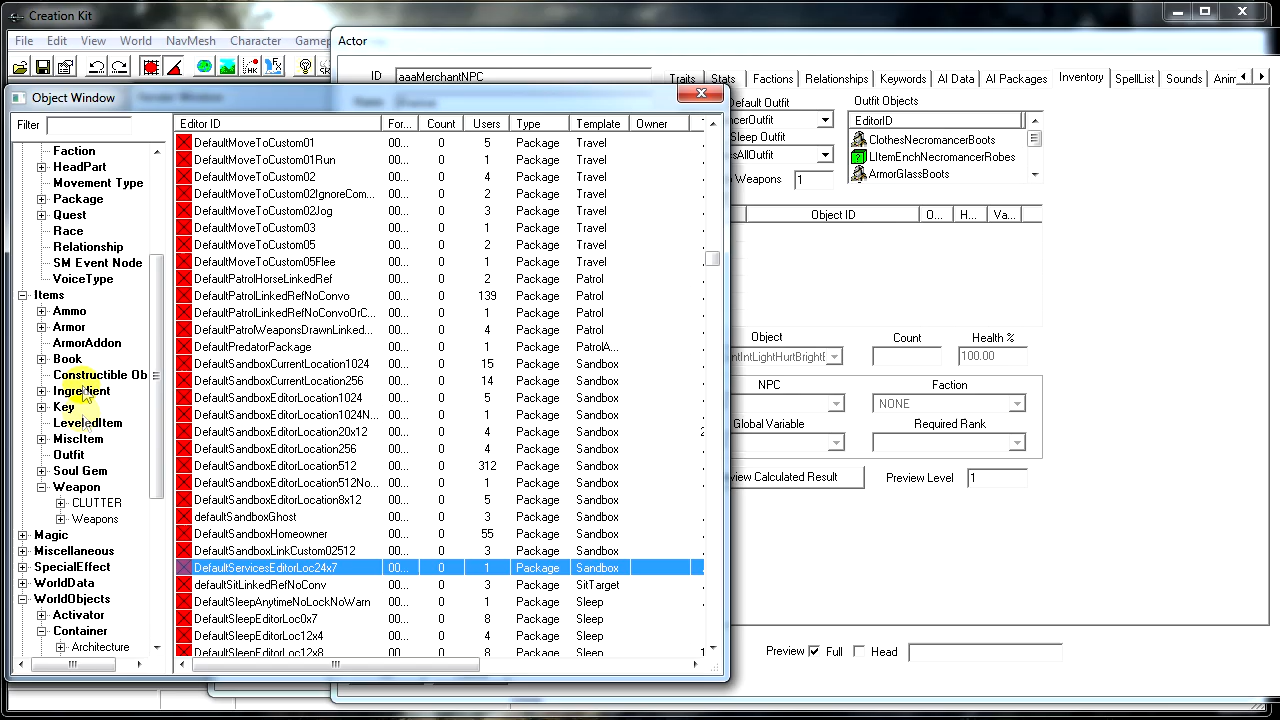 Creation Kit
File Edit View World NavMesh Character
Actor
ID aaaMerchantNPC
Traits Stats Factions Relationships Keywords AI Data AI Packages Inventory SpellList Sounds
Object Window
Filter
Faction
HeadPart
Movement Type
Package
Quest
Race
Relationship
SM Event Node
VoiceType
Items
Ammo
Armor
ArmorAddon
Book
Constructible Ob
Ingredient
Key
LeveledItem
MiscItem
Outfit
Soul Gem
Weapon
CLUTTER
Weapons
Magic
Miscellaneous
SpecialEffect
WorldData
WorldObjects
Activator
Container
Architecture
Editor ID For... Count Users Type Template Owner
DefaultMoveToCustom01 00... 0 5 Package Travel
DefaultMoveToCustom01Run 00... 0 1 Package Travel
DefaultMoveToCustom02 00... 0 4 Package Travel
DefaultMoveToCustom02IgnoreCom... 00... 0 2 Package Travel
DefaultMoveToCustom02Jog 00... 0 3 Package Travel
DefaultMoveToCustom03 00... 0 1 Package Travel
DefaultMoveToCustom05 00... 0 2 Package Travel
DefaultMoveToCustom05Flee 00... 0 1 Package Travel
DefaultPatrolHorseLinkedRef 00... 0 2 Package Patrol
DefaultPatrolLinkedRefNoConvo 00... 0 139 Package Patrol
DefaultPatrolLinkedRefNoConvoOrC... 00... 0 1 Package Patrol
DefaultPatrolWeaponsDrawnLinked... 00... 0 4 Package Patrol
DefaultPredatorPackage 00... 0 1 Package PatrolA...
DefaultSandboxCurrentLocation1024 00... 0 15 Package Sandbox
DefaultSandboxCurrentLocation256 00... 0 14 Package Sandbox
DefaultSandboxEditorLocation1024 00... 0 5 Package Sandbox
DefaultSandboxEditorLocation1024N... 00... 0 1 Package Sandbox
DefaultSandboxEditorLocation20x12 00... 0 4 Package Sandbox 2
DefaultSandboxEditorLocation256 00... 0 4 Package Sandbox
DefaultSandboxEditorLocation512 00... 0 312 Package Sandbox
DefaultSandboxEditorLocation512No... 00... 0 1 Package Sandbox
DefaultSandboxEditorLocation8x12 00... 0 5 Package Sandbox
defaultSandboxGhost 00... 0 3 Package Sandbox
DefaultSandboxHomeowner 00... 0 55 Package Sandbox
DefaultSandboxLinkCustom02512 00... 0 3 Package Sandbox
DefaultServicesEditorLoc24x7 00... 0 1 Package Sandbox
defaultSitLinkedRefNoConv 00... 0 3 Package SitTarget
DefaultSleepAnytimeNoLockNoWarn 00... 0 1 Package Sleep
DefaultSleepEditorLoc0x7 00... 0 8 Package Sleep
DefaultSleepEditorLoc12x4 00... 0 4 Package Sleep
DefaultSleepEditorLoc12x8 00... 0 8 Package Sleep 1
Default Outfit
Outfit Objects
EditorID
ClothesNecromancerBoots
LItemEnchNecromancerRobes
ArmorGlassBoots
Sleep Outfit
Weapons 1
Object ID O... H... Va...
Object Count Health %
100.00
NPC Faction
NONE
Global Variable Required Rank
Calculated Result Preview Level 1
Preview Full Head